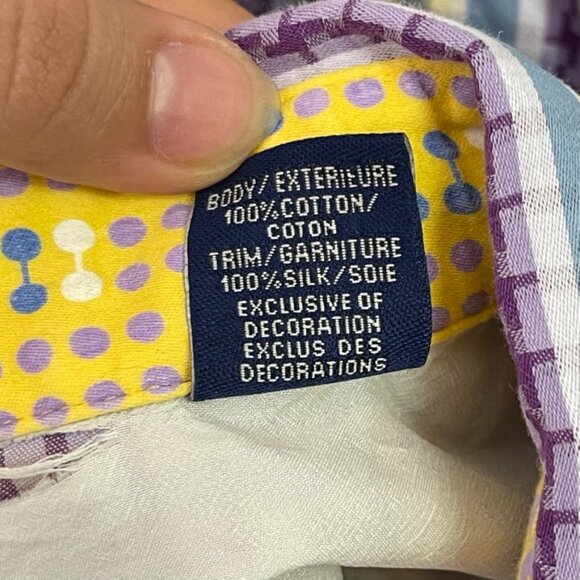 BODY/ EXTERIEURE
100%COTTON/
COTON
TRIM/GARNITURE
100%SILK/SOIE
EXCLUSIVE OF
DECORATION
EXCLUS DES
DECORATIONS